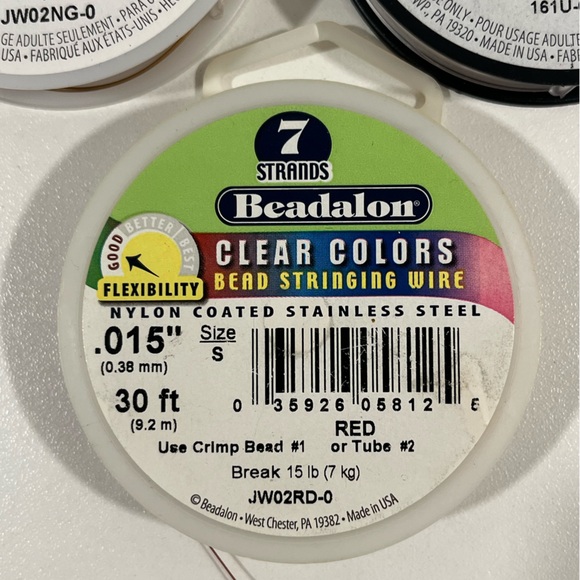 JW02NG-0
GE ADULTE SEULEMENT • PARA
USA • FABRIQUÉ AUX ÉTATS-UNIS • HE
161U-
E ONLY • POUR USAGE ADULTE
WP, PA 19320 • MADE IN USA • FAB
7
STRANDS
Beadalon®
GOOD BETTER BEST
FLEXIBILITY
CLEAR COLORS
BEAD STRINGING WIRE
NYLON COATED STAINLESS STEEL
.015"
(0.38 mm)
Size
S
30 ft
(9.2 m)
0 35926 05812
RED
Use Crimp Bead #1 or Tube #2
Break 15 lb (7 kg)
JW02RD-0
© Beadalon • West Chester, PA 19382 • Made in USA